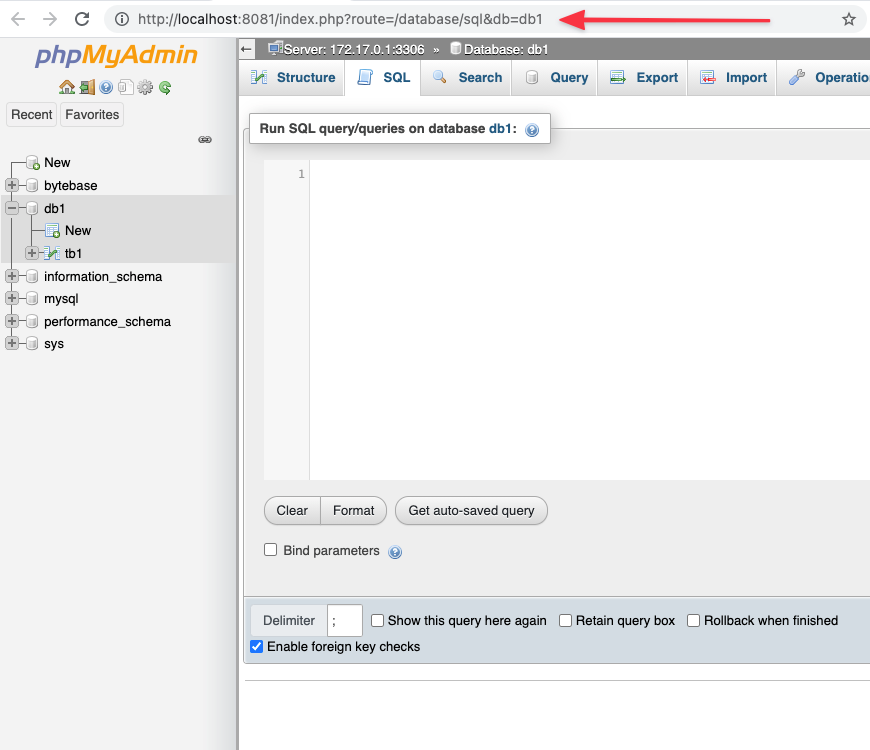 http://localhost:8081/index.php?route=/database/sql&db=db1
phpMyAdmin
Recent Favorites
New
bytebase
db1
New
tb1
information_schema
mysql
performance_schema
sys
Server: 172.17.0.1:3306 » Database: db1
Structure SQL Search Query Export Import Operatio
Run SQL query/queries on database db1:
1
Clear Format Get auto-saved query
Bind parameters
Delimiter ; Show this query here again Retain query box Rollback when finished
Enable foreign key checks